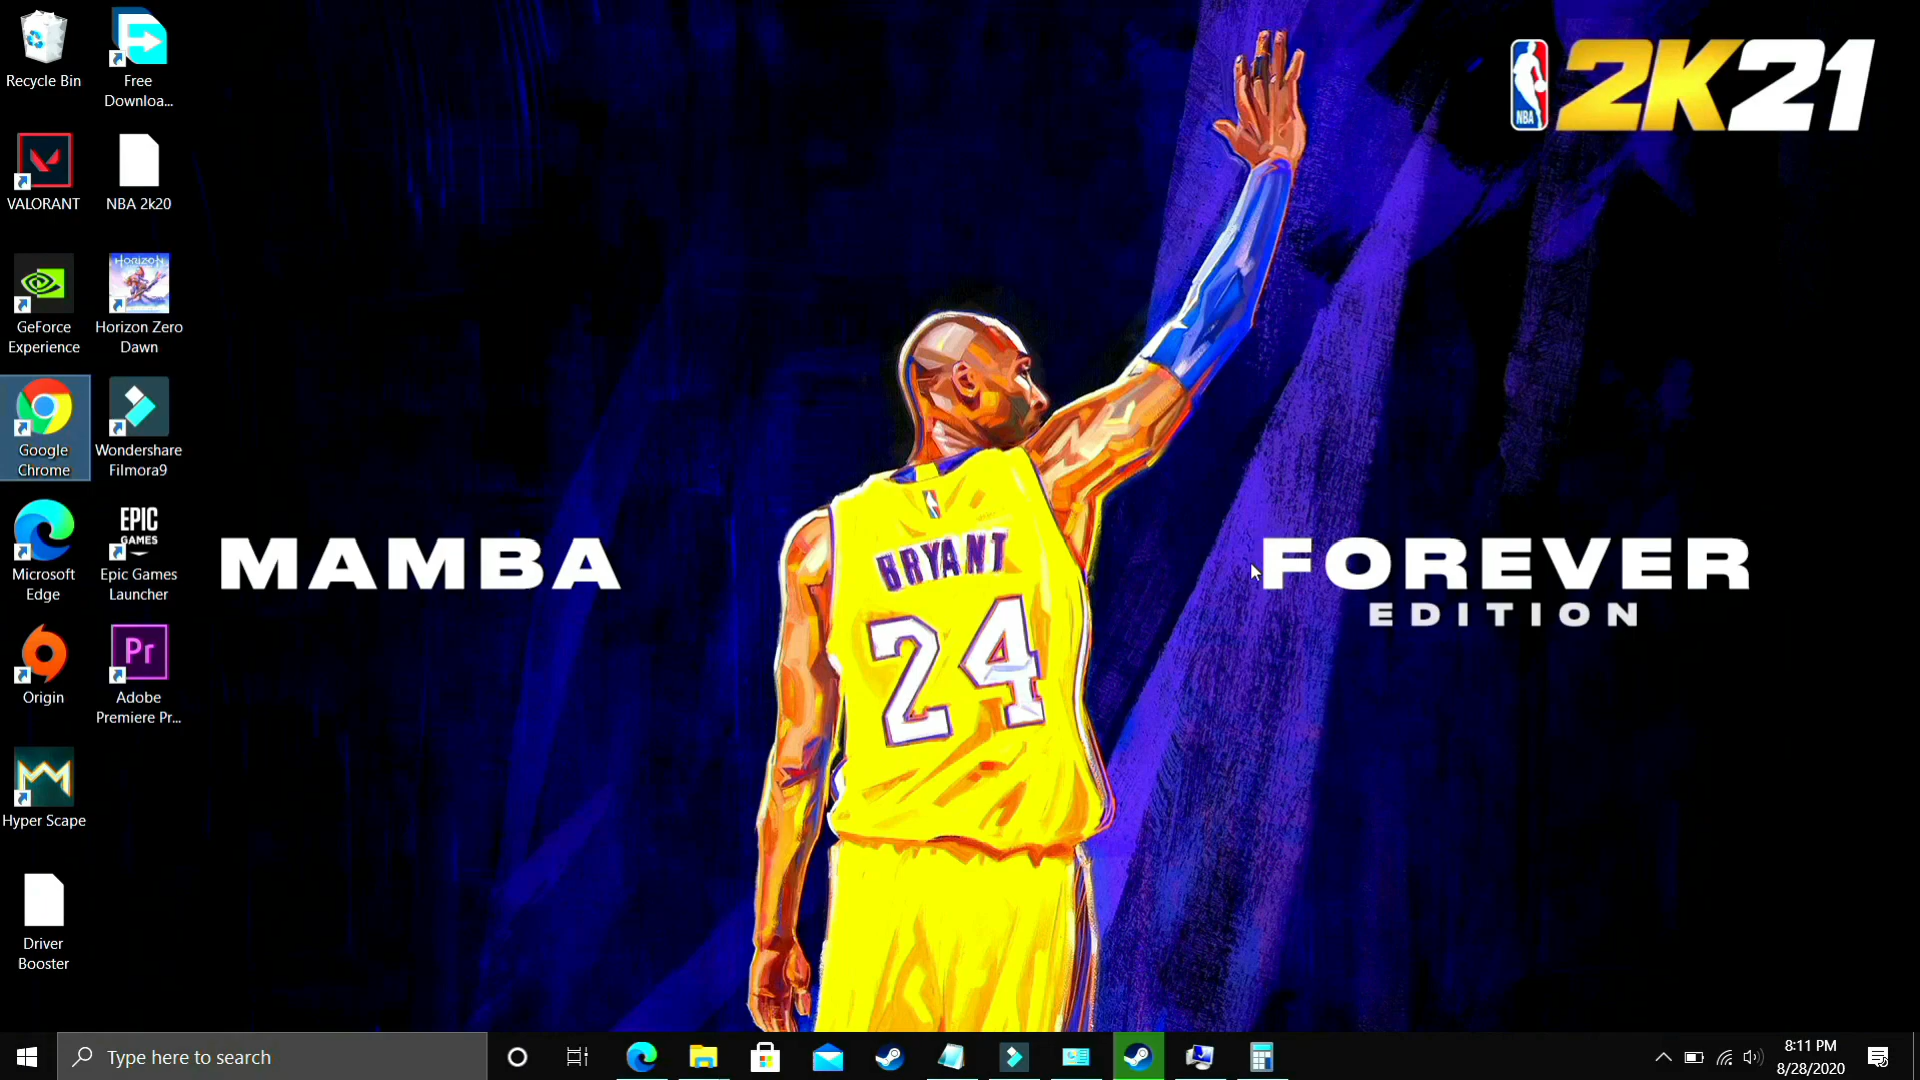 Recycle Bin
Free
Downloa...
VALORANT
NBA 2k20
GeForce
Experience
HORIZON
Horizon Zero
Dawn
Google
Chrome
Wondershare
Filmora9
Microsoft
Edge
EPIC
GAMES
Epic Games
Launcher
Origin
Pr
Adobe
Premiere Pr...
Hyper Scape
Driver
Booster
NBA
2K21
MAMBA
FOREVER
EDITION
BRYANT
24
Type here to search
8:11 PM
8/28/2020